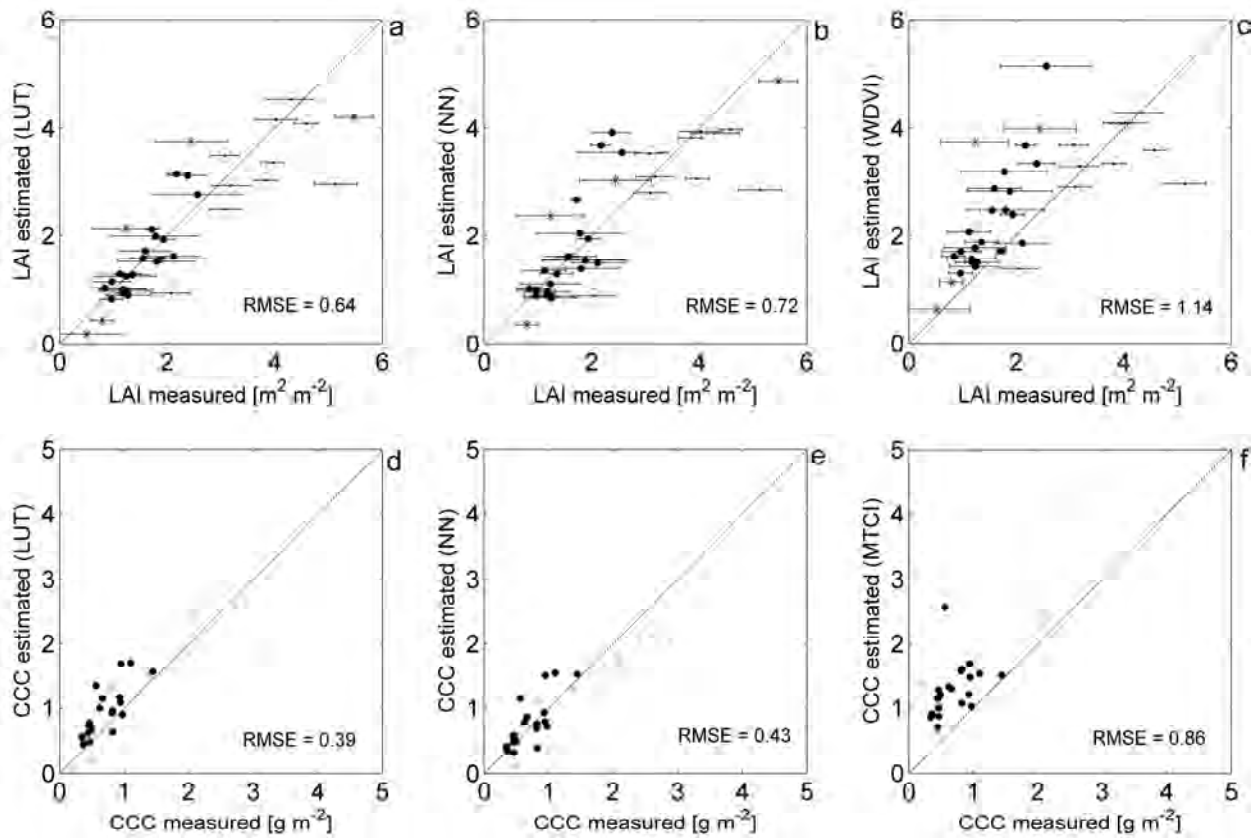 a
6
4
2
0
LAI estimated (LUT)
RMSE = 0.64
0 2 4 6
LAI measured [m² m⁻²]
b
6
4
2
0
LAI estimated (NN)
RMSE = 0.72
0 2 4 6
LAI measured [m² m⁻²]
c
6
4
2
0
LAI estimated (WDVI)
RMSE = 1.14
0 2 4 6
LAI measured [m² m⁻²]
d
5
4
3
2
1
0
CCC estimated (LUT)
RMSE = 0.39
0 1 2 3 4 5
CCC measured [g m⁻²]
e
5
4
3
2
1
0
CCC estimated (NN)
RMSE = 0.43
0 1 2 3 4 5
CCC measured [g m⁻²]
f
5
4
3
2
1
0
CCC estimated (MTCI)
RMSE = 0.86
0 1 2 3 4 5
CCC measured [g m⁻²]